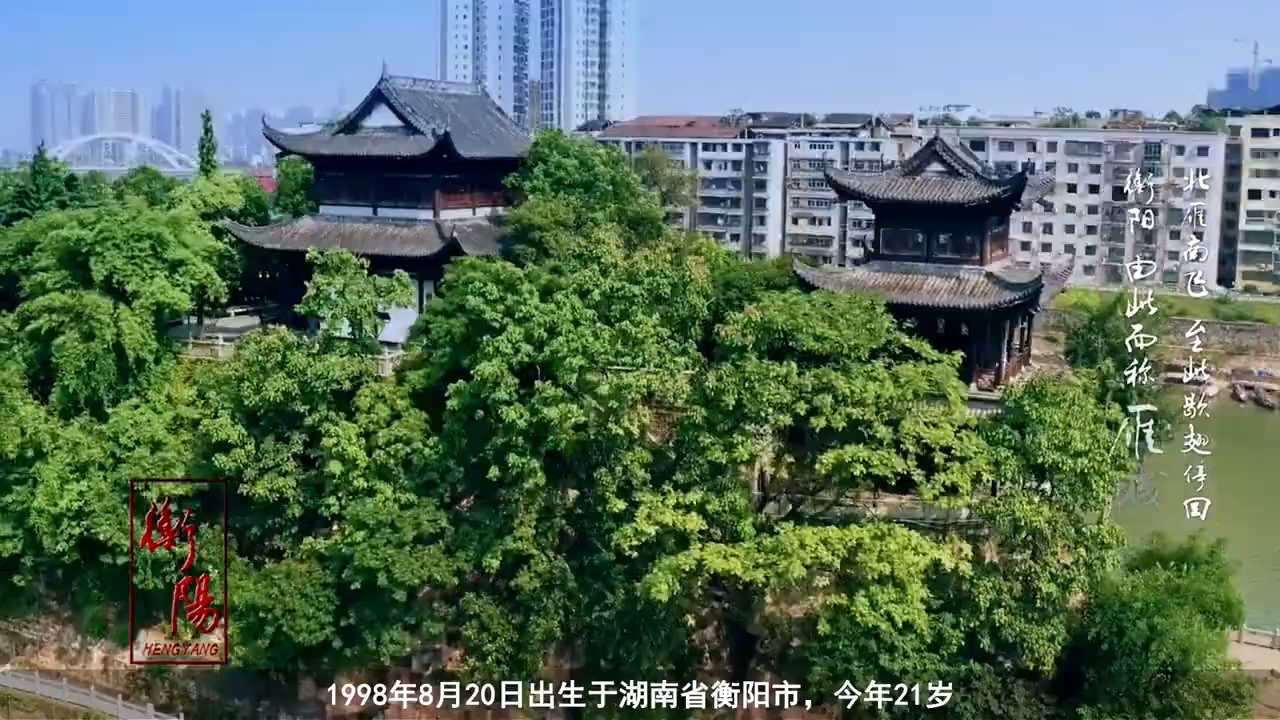 北雁南飞 至此歇翅停回
衡阳 由此而称 雁城
衡
陽
HENGYANG
1998年8月20日出生于湖南省衡阳市，今年21岁